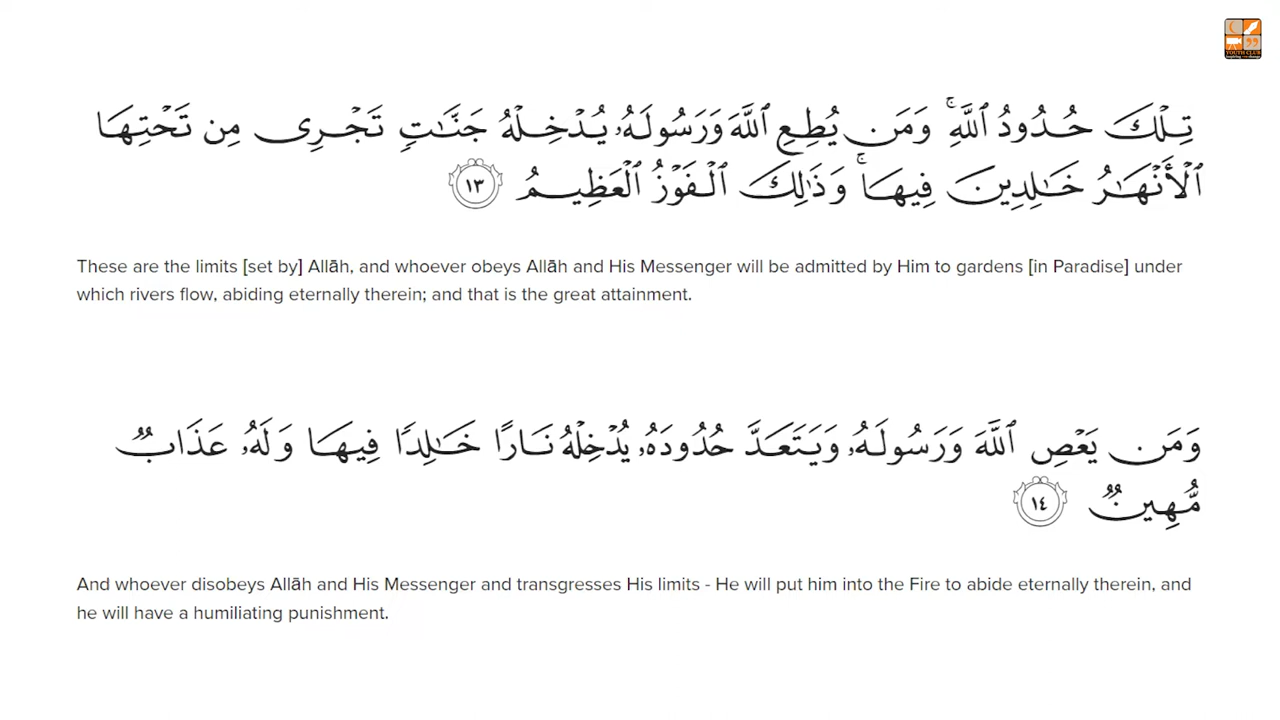 تِلْكَ حُدُودُ ٱللَّهِ ۚ وَمَن يُطِعِ ٱللَّهَ وَرَسُولَهُۥ يُدْخِلْهُ جَنَّـٰتٍ تَجْرِى مِن تَحْتِهَا
ٱلْأَنْهَـٰرُ خَـٰلِدِينَ فِيهَا ۚ وَذَٰلِكَ ٱلْفَوْزُ ٱلْعَظِيمُ ١٣
These are the limits [set by] Allāh, and whoever obeys Allāh and His Messenger will be admitted by Him to gardens [in Paradise] under
which rivers flow, abiding eternally therein; and that is the great attainment.
وَمَن يَعْصِ ٱللَّهَ وَرَسُولَهُۥ وَيَتَعَدَّ حُدُودَهُۥ يُدْخِلْهُ نَارًا خَـٰلِدًا فِيهَا وَلَهُۥ عَذَابٌ
مُّهِينٌ ١٤
And whoever disobeys Allāh and His Messenger and transgresses His limits - He will put him into the Fire to abide eternally therein, and
he will have a humiliating punishment.
YOUTH CLUB